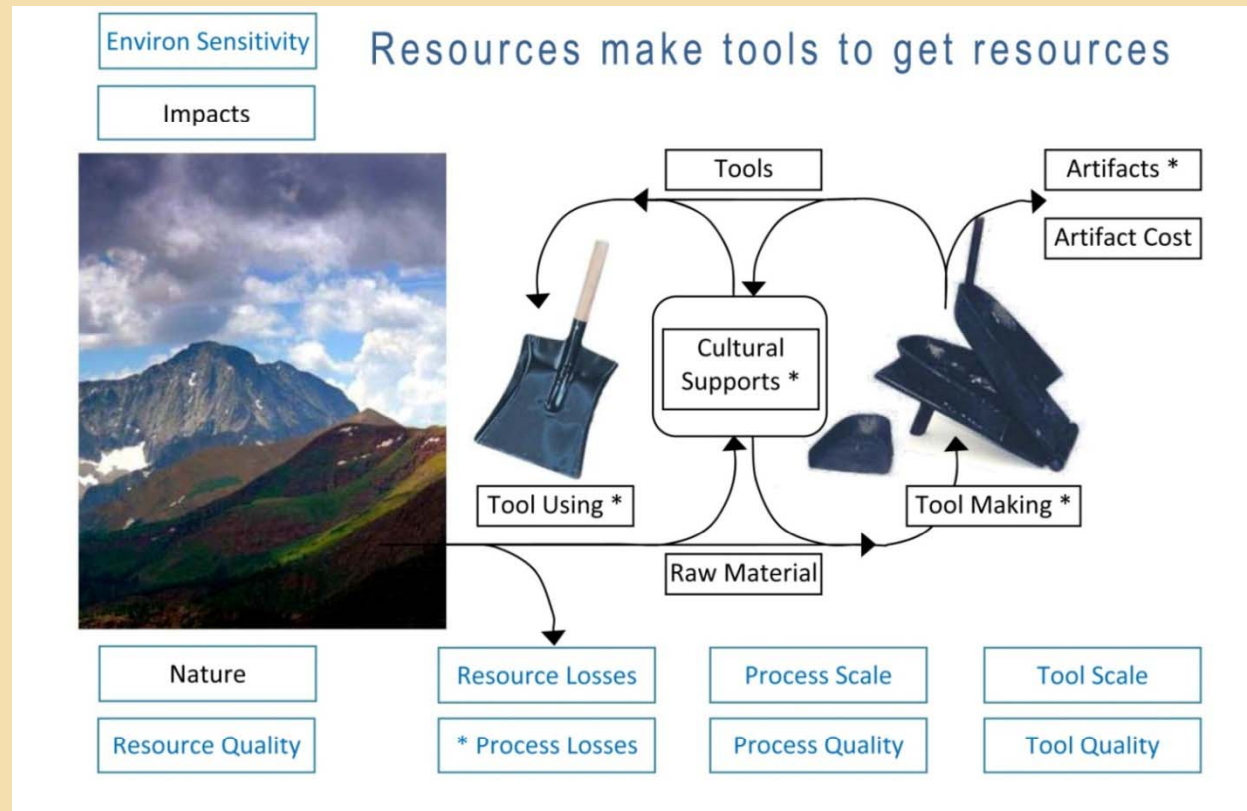 Environ Sensitivity
Resources make tools to get resources
Impacts
Tools
Artifacts *
Artifact Cost
Cultural
Supports *
Tool Using *
Tool Making *
Raw Material
Nature
Resource Losses
Process Scale
Tool Scale
Resource Quality
* Process Losses
Process Quality
Tool Quality